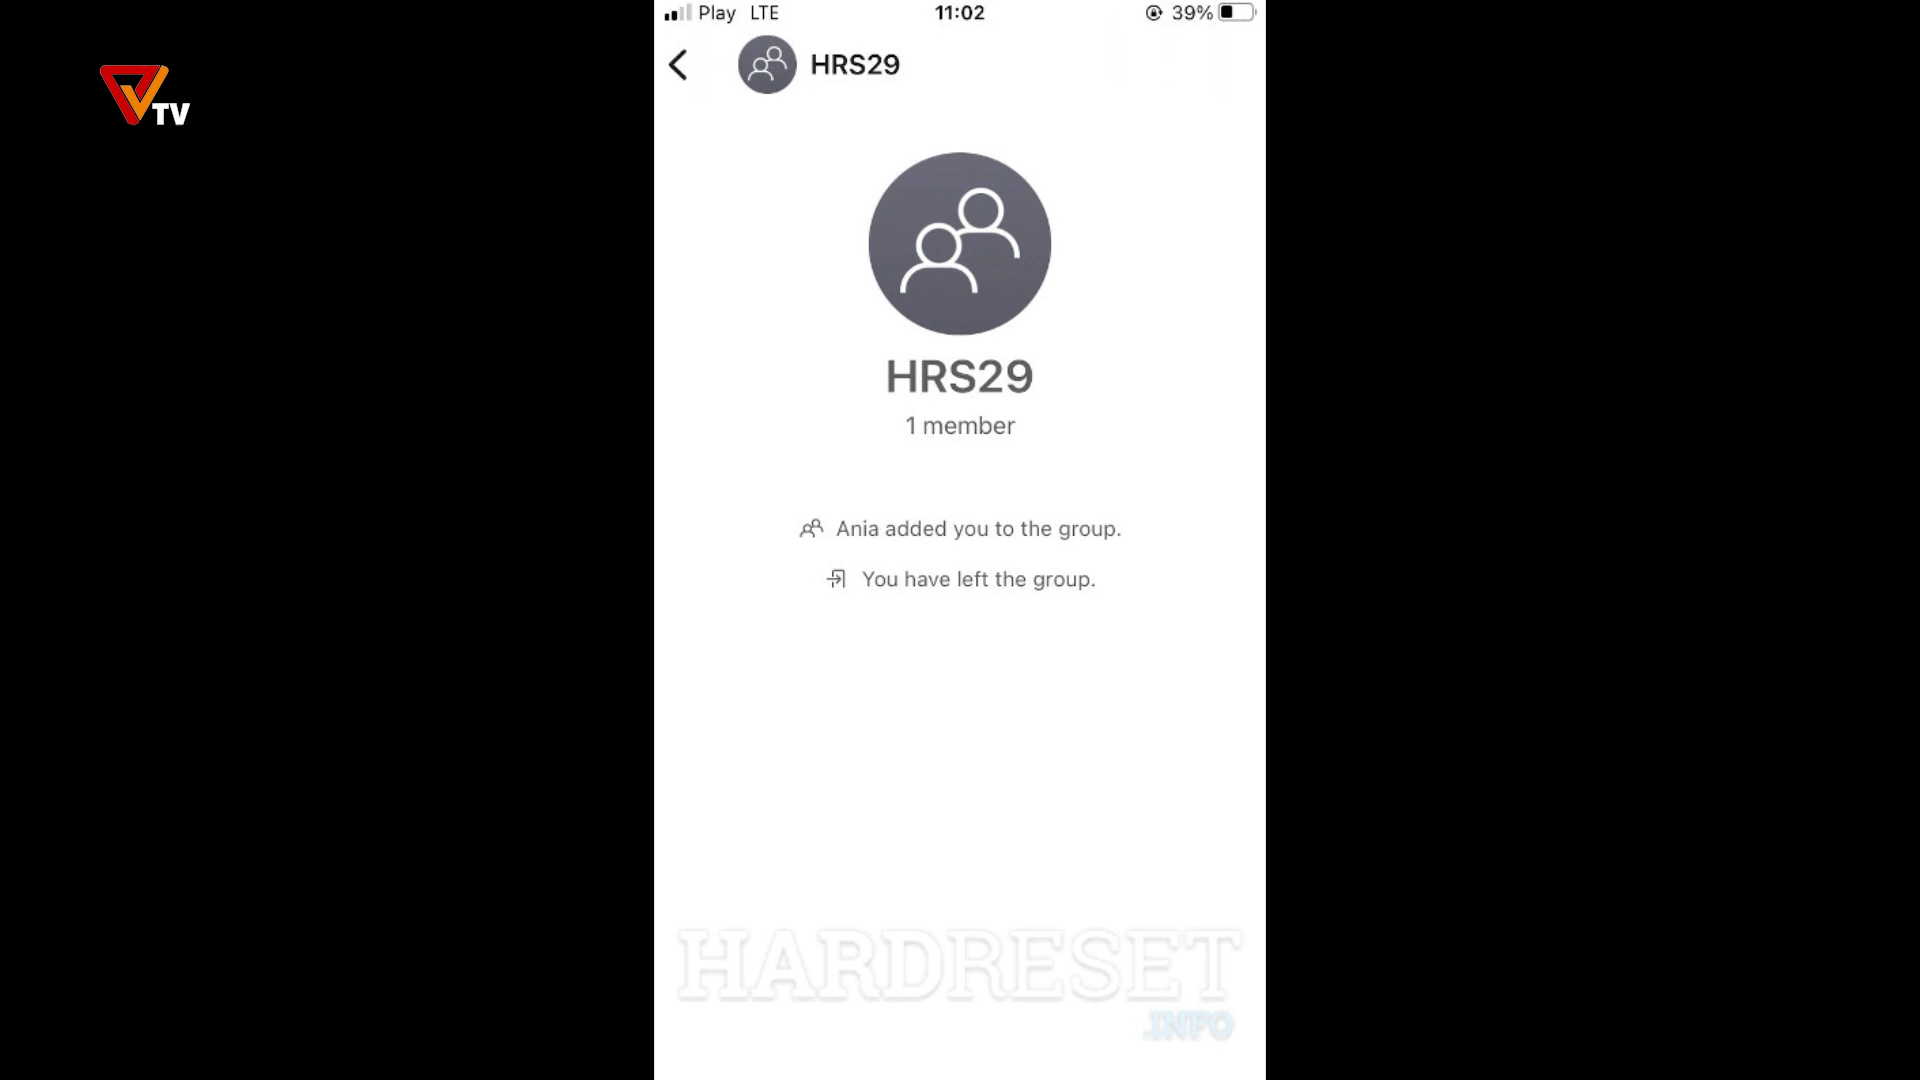 Play LTE 11:02 39%
TV
HRS29
HRS29
1 member
Ania added you to the group.
You have left the group.
HARDRESET
.INFO